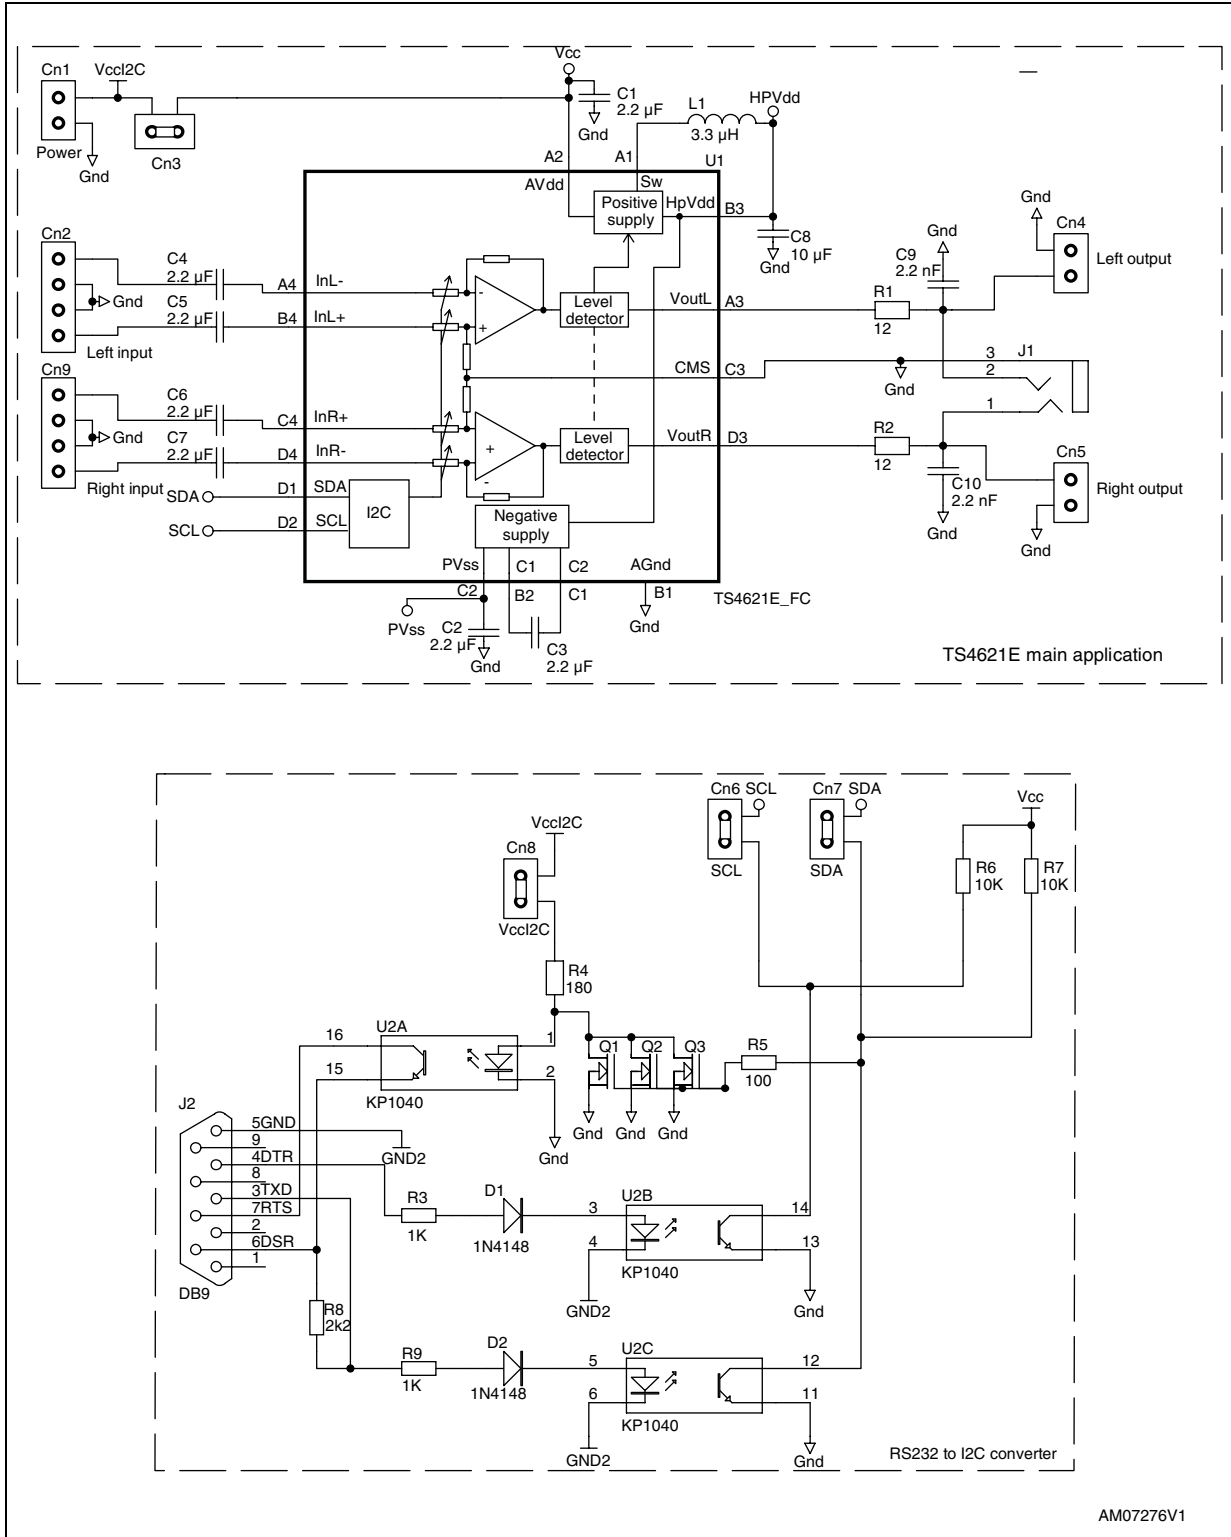 Vcc
Cn1
VccI2C
C1
2.2 µF
Gnd
L1
3.3 µH
HPVdd
Power
Gnd
Cn3
A2
A1
U1
AVdd
Sw
Positive
supply
HpVdd
B3
C8
10 µF
Gnd
Cn2
C4
2.2 µF
A4
InL-
Gnd
C5
2.2 µF
B4
InL+
Left input
-
+
Level
detector
VoutL
A3
R1
12
Gnd
C9
2.2 nF
Gnd
Cn4
Left output
CMS
C3
Gnd
3
J1
2
1
Cn9
C6
2.2 µF
C4
InR+
Gnd
C7
2.2 µF
D4
InR-
Right input
+
-
Level
detector
VoutR
D3
R2
12
C10
2.2 nF
Gnd
Cn5
Right output
Gnd
SDA
D1
SDA
SCL
D2
SCL
I2C
Negative
supply
PVss
C1
C2
AGnd
C2
B2
C1
B1
TS4621E_FC
PVss
C2
2.2 µF
Gnd
C3
2.2 µF
Gnd
TS4621E main application
Cn6 SCL
Cn7 SDA
Vcc
VccI2C
Cn8
VccI2C
SCL
SDA
R6
10K
R7
10K
R4
180
U2A
16
15
1
2
KP1040
Q1
Q2
Q3
R5
100
Gnd
Gnd
Gnd
Gnd
J2
5GND
9
4DTR
8
3TXD
7RTS
2
6DSR
1
DB9
GND2
R3
1K
D1
1N4148
3
4
U2B
14
13
KP1040
GND2
Gnd
R8
2k2
R9
1K
D2
1N4148
5
6
U2C
12
11
KP1040
GND2
Gnd
RS232 to I2C converter
AM07276V1